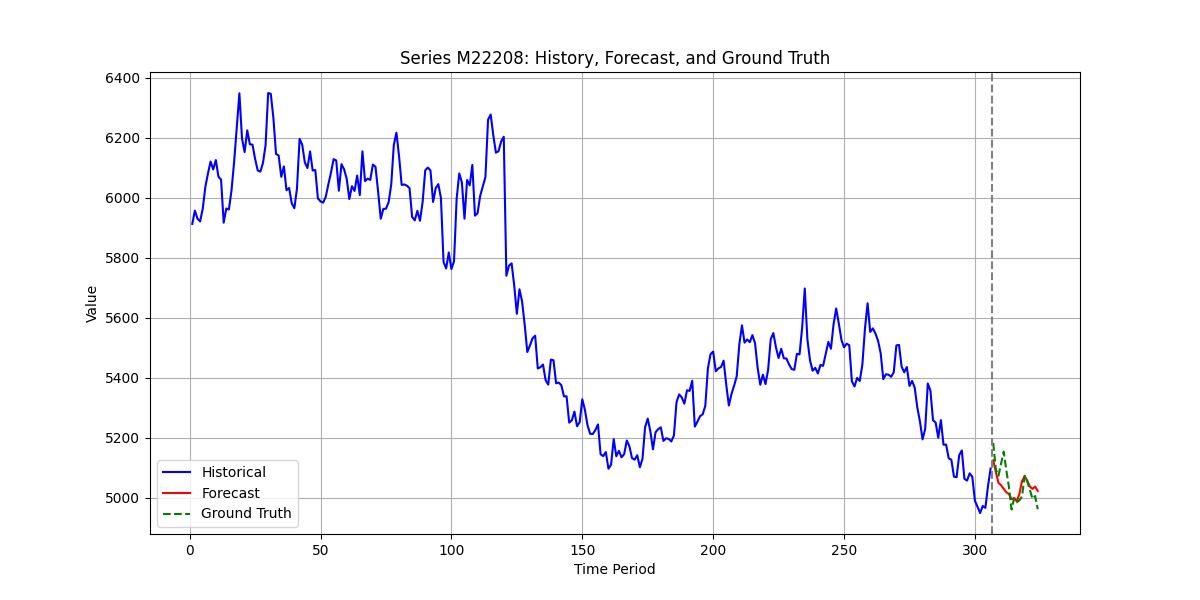 Series M22208: History, Forecast, and Ground Truth
6400
6200
6000
5800
5600
5400
5200
5000
Value
Historical
Forecast
Ground Truth
0 50 100 150 200 250 300
Time Period